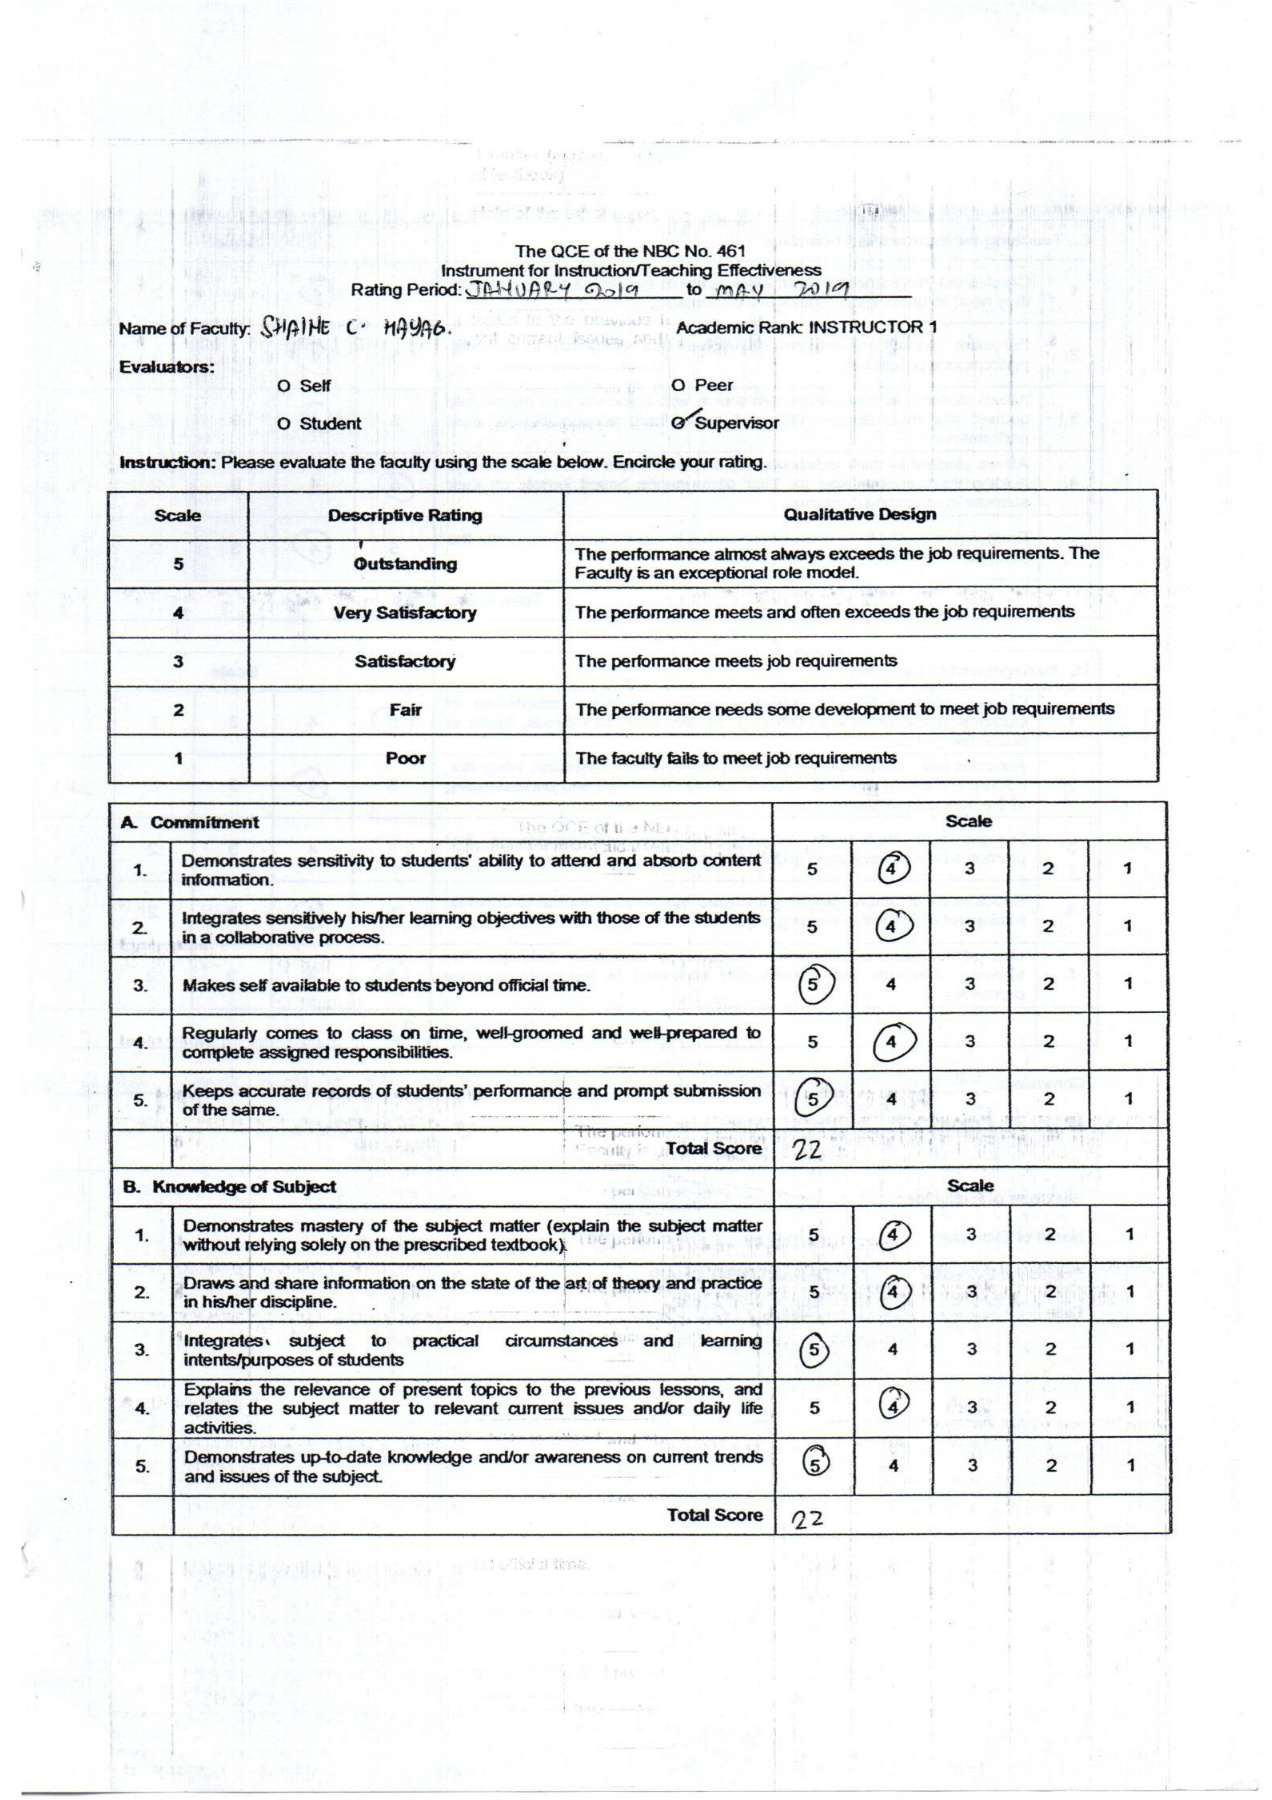 The QCE of the NBC No. 461
Instrument for Instruction/Teaching Effectiveness
Rating Period: JANUARY 2019 to MAY 2019
Name of Faculty: SHAINE C. MAYAG. Academic Rank: INSTRUCTOR 1
Evaluators:
O Self O Peer
O Student O Supervisor
Instruction: Please evaluate the faculty using the scale below. Encircle your rating.
Scale Descriptive Rating Qualitative Design
5 Outstanding The performance almost always exceeds the job requirements. The
Faculty is an exceptional role model.
4 Very Satisfactory The performance meets and often exceeds the job requirements
3 Satisfactory The performance meets job requirements
2 Fair The performance needs some development to meet job requirements
1 Poor The faculty fails to meet job requirements
A. Commitment Scale
1. Demonstrates sensitivity to students' ability to attend and absorb content
information. 5 4 3 2 1
2. Integrates sensitively his/her learning objectives with those of the students
in a collaborative process. 5 4 3 2 1
3. Makes self available to students beyond official time. 5 4 3 2 1
4. Regularly comes to class on time, well-groomed and well-prepared to
complete assigned responsibilities. 5 4 3 2 1
5. Keeps accurate records of students' performance and prompt submission
of the same. 5 4 3 2 1
Total Score 22
B. Knowledge of Subject Scale
1. Demonstrates mastery of the subject matter (explain the subject matter
without relying solely on the prescribed textbook). 5 4 3 2 1
2. Draws and share information on the state of the art of theory and practice
in his/her discipline. 5 4 3 2 1
3. Integrates subject to practical circumstances and learning
intents/purposes of students 5 4 3 2 1
4. Explains the relevance of present topics to the previous lessons, and
relates the subject matter to relevant current issues and/or daily life
activities. 5 4 3 2 1
5. Demonstrates up-to-date knowledge and/or awareness on current trends
and issues of the subject. 5 4 3 2 1
Total Score 22